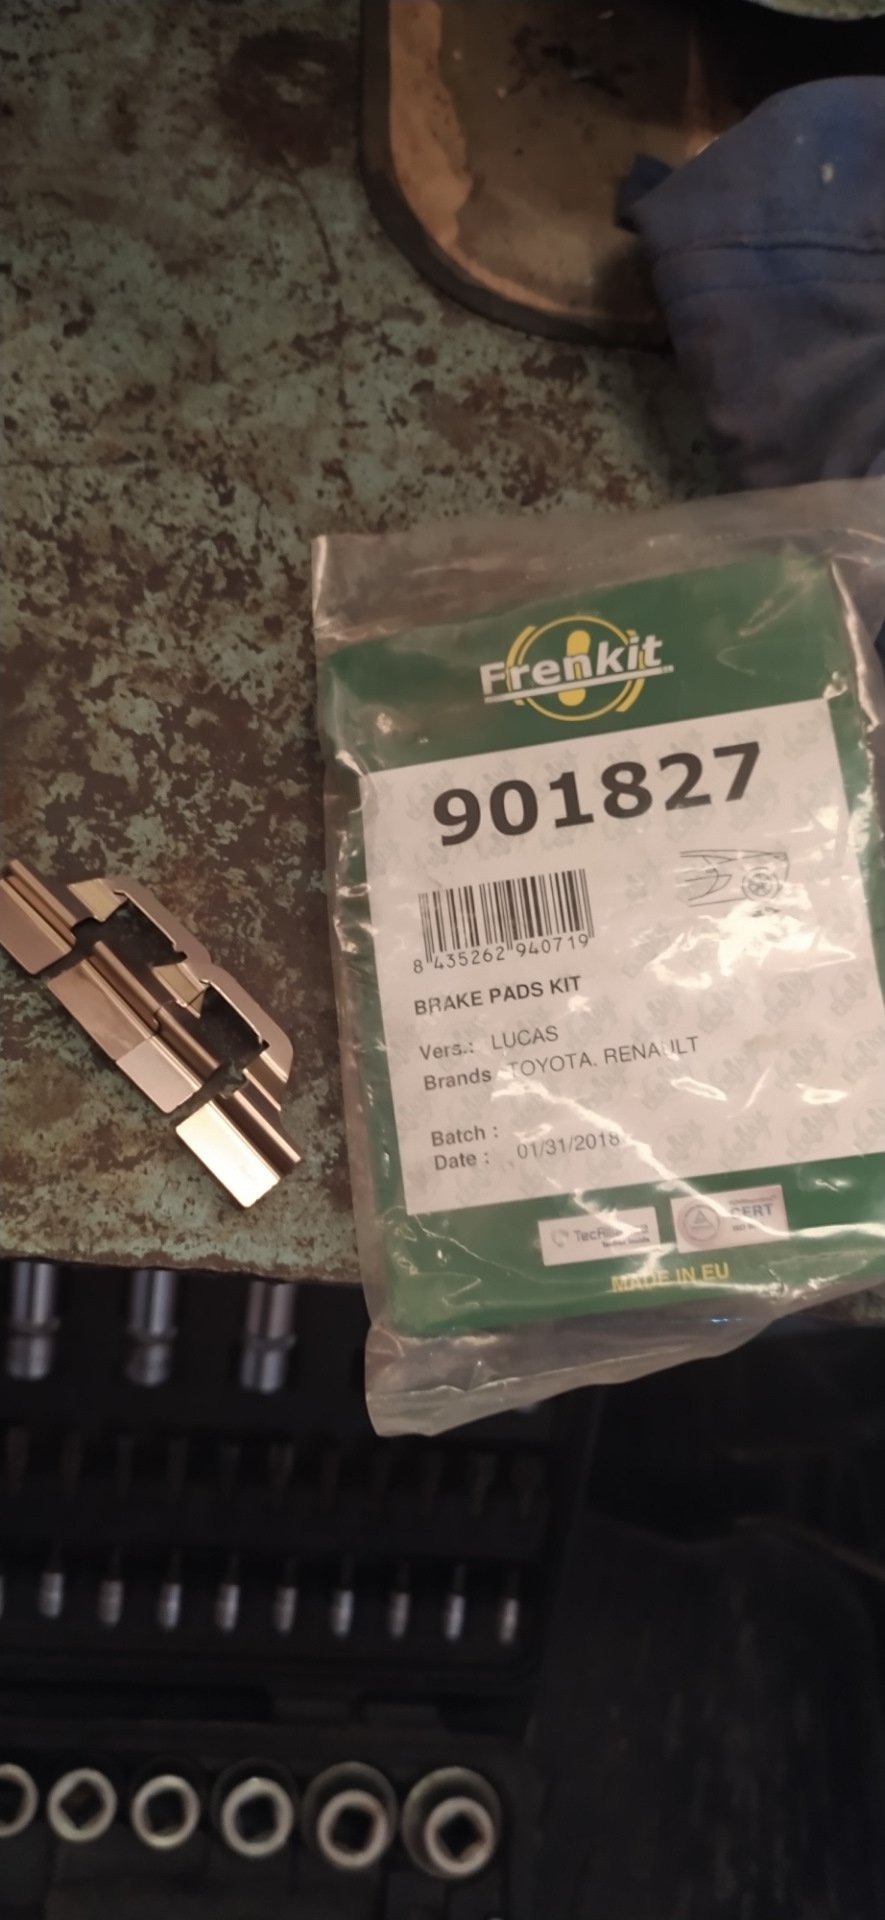 Frenkit
901827
8 435262 940719
BRAKE PADS KIT
Vers.: LUCAS
Brands TOYOTA. RENAULT
Batch :
Date : 01/31/2018
CERT
MADE IN EU